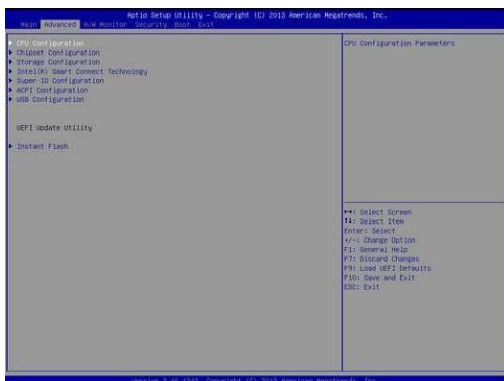 Aptio Setup Utility - Copyright (C) 2013 American Megatrends, Inc.
Main Advanced H/W Monitor Security Boot Exit
CPU Configuration
Chipset Configuration
Storage Configuration
Intel(R) Smart Connect Technology
Super IO Configuration
ACPI Configuration
USB Configuration
UEFI Update Utility
Instant Flash
CPU Configuration Parameters
: Select Screen
: Select Item
Enter: Select
+/-: Change Option
F1: General Help
F7: Discard Changes
F9: Load UEFI Defaults
F10: Save and Exit
ESC: Exit
Version Copyright (C) 2013 American Megatrends, Inc.